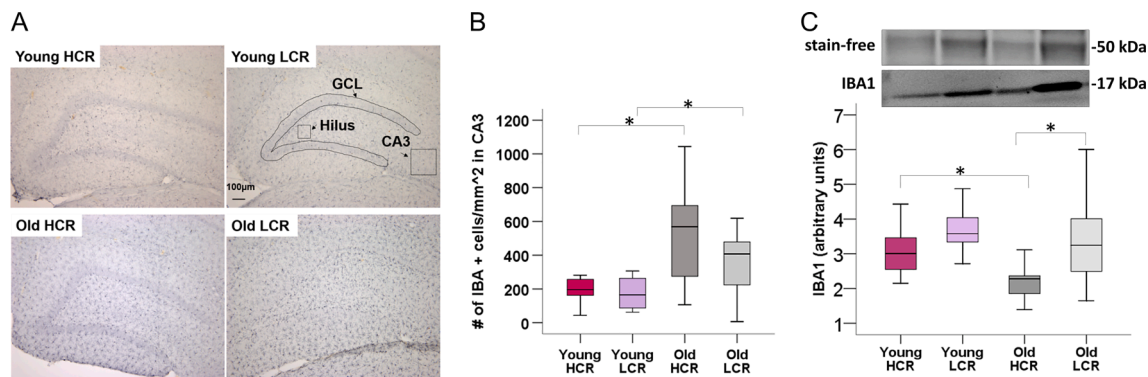 A
Young HCR
Young LCR
GCL
Hilus
CA3
100µm
Old HCR
Old LCR
B
# of IBA + cells/mm^2 in CA3
1200
1000
800
600
400
200
0
*
*
Young HCR
Young LCR
Old HCR
Old LCR
C
stain-free
-50 kDa
IBA1
-17 kDa
IBA1 (arbitrary units)
7
6
5
4
3
2
1
*
*
Young HCR
Young LCR
Old HCR
Old LCR